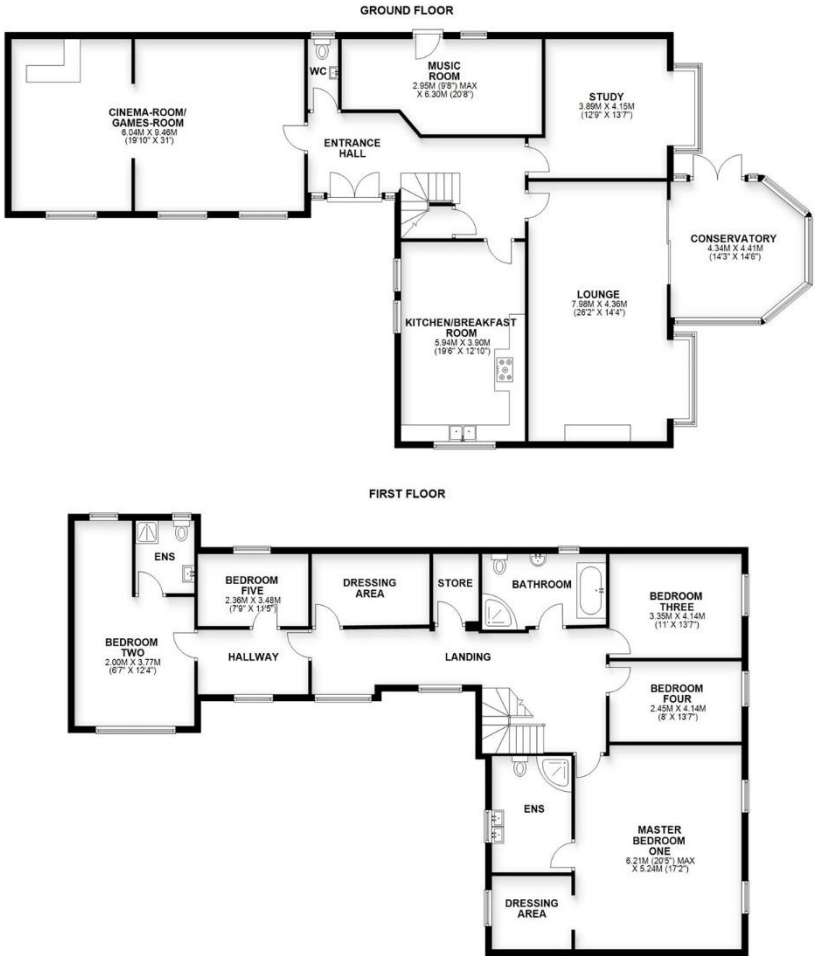 GROUND FLOOR
WC
MUSIC
ROOM
2.95M (9'8") MAX
X 6.30M (20'8")
STUDY
3.89M X 4.15M
(12'9" X 13'7")
CINEMA-ROOM/
GAMES-ROOM
6.04M X 9.46M
(19'10" X 31')
ENTRANCE
HALL
CONSERVATORY
4.34M X 4.41M
(14'3" X 14'6")
LOUNGE
7.98M X 4.36M
(26'2" X 14'4")
KITCHEN/BREAKFAST
ROOM
5.94M X 3.90M
(19'6" X 12'10")
FIRST FLOOR
ENS
BEDROOM
FIVE
2.36M X 3.48M
(7'9" X 11'5")
DRESSING
AREA
STORE
BATHROOM
BEDROOM
THREE
3.35M X 4.14M
(11' X 13'7")
BEDROOM
TWO
2.00M X 3.77M
(6'7" X 12'4")
HALLWAY
LANDING
BEDROOM
FOUR
2.45M X 4.14M
(8' X 13'7")
ENS
MASTER
BEDROOM
ONE
6.21M (20'5") MAX
X 5.24M (17'2")
DRESSING
AREA